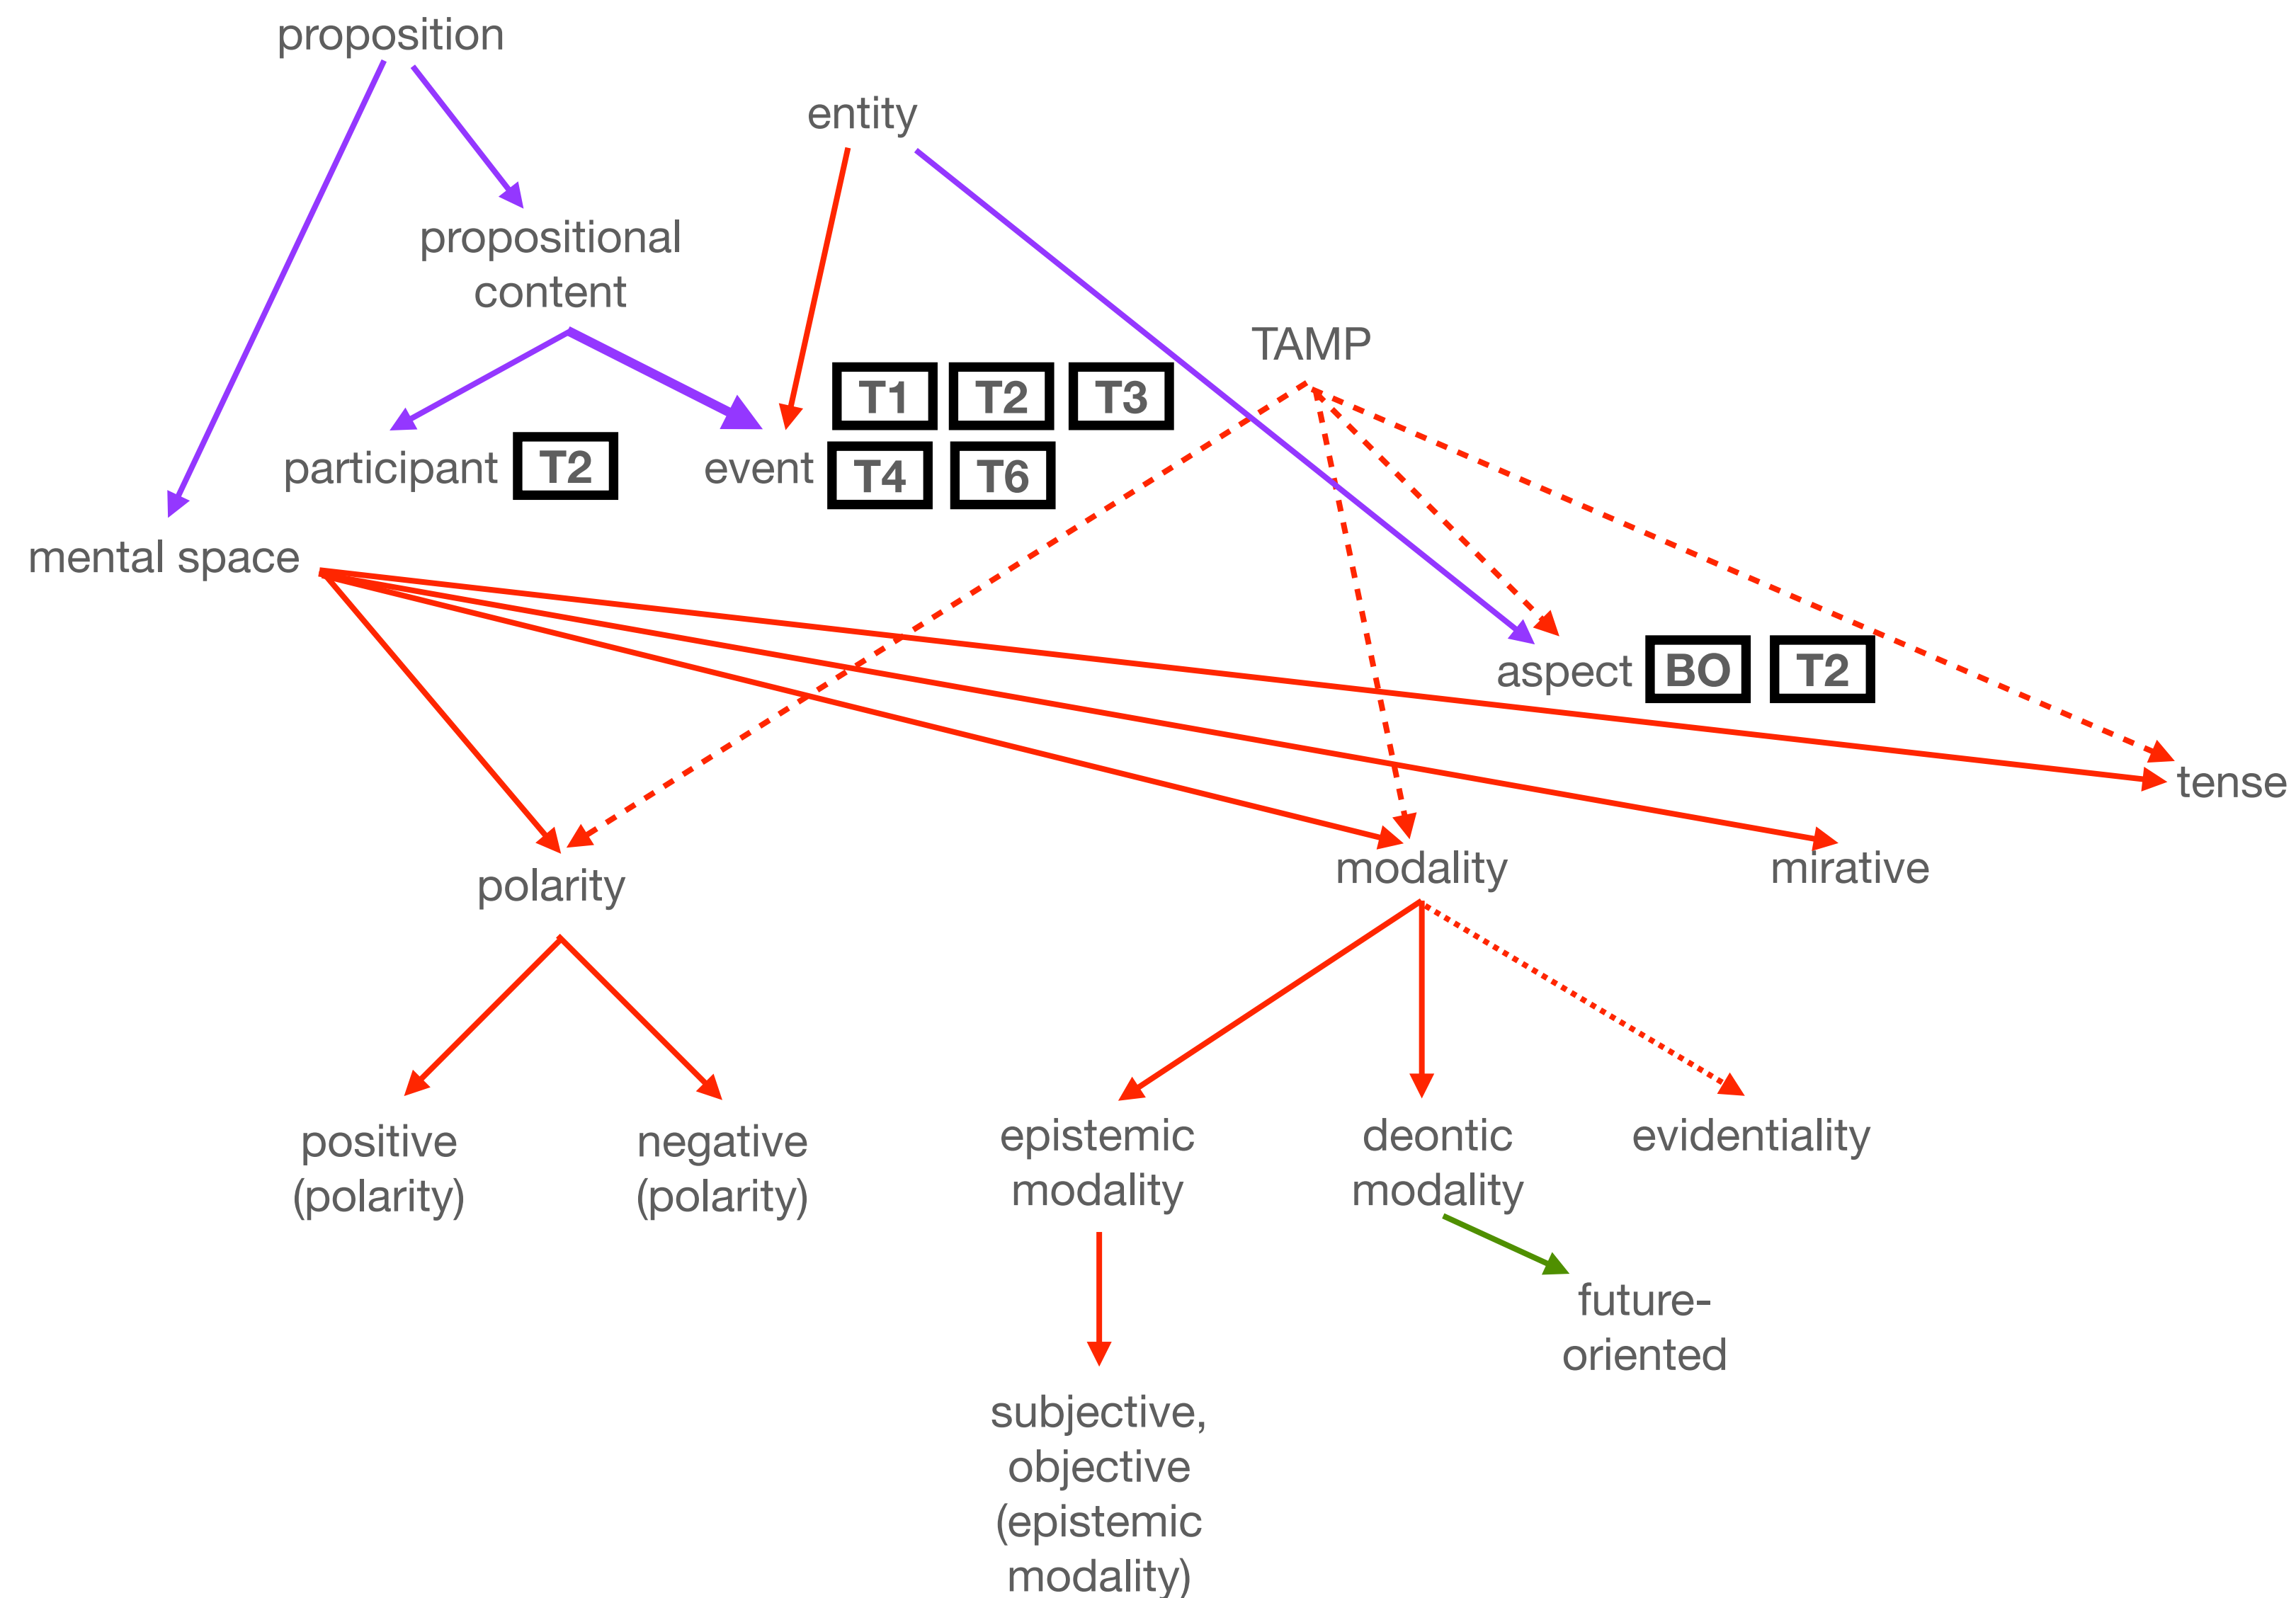 proposition
entity
propositional
content
TAMP
T1 T2 T3
participant T2 event T4 T6
mental space
aspect BO T2
tense
polarity
modality
mirative
positive
(polarity)
negative
(polarity)
epistemic
modality
deontic
modality
evidentiality
future-
oriented
subjective,
objective
(epistemic
modality)